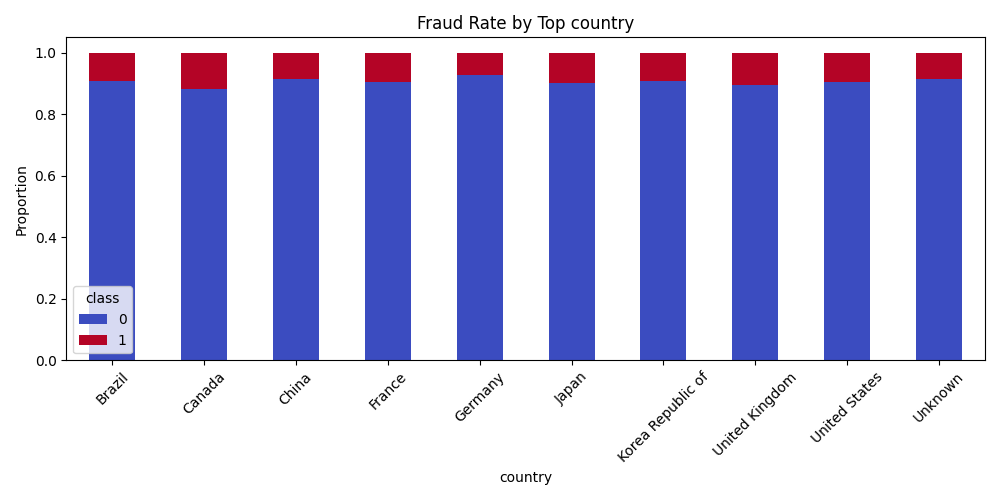 Fraud Rate by Top country
Proportion
1.0
0.8
0.6
0.4
0.2
0.0
class
0
1
Brazil
Canada
China
France
Germany
Japan
Korea Republic of
United Kingdom
United States
Unknown
country